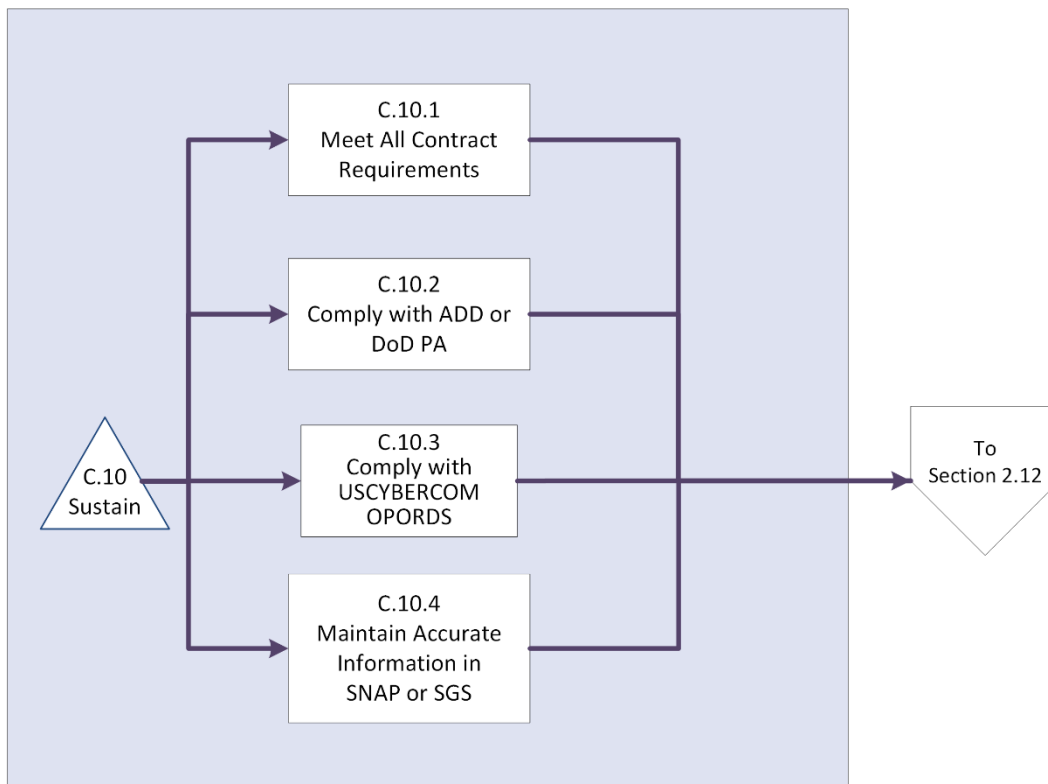 C.10.1
Meet All Contract
Requirements
C.10.2
Comply with ADD or
DoD PA
C.10
Sustain
C.10.3
Comply with
USCYBERCOM
OPORDS
To
Section 2.12
C.10.4
Maintain Accurate
Information in
SNAP or SGS